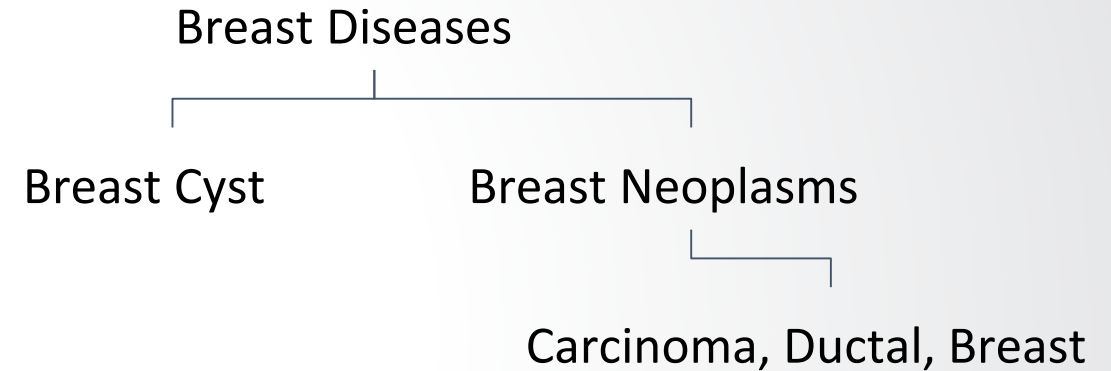 Breast Diseases
Breast Cyst
Breast Neoplasms
Carcinoma, Ductal, Breast